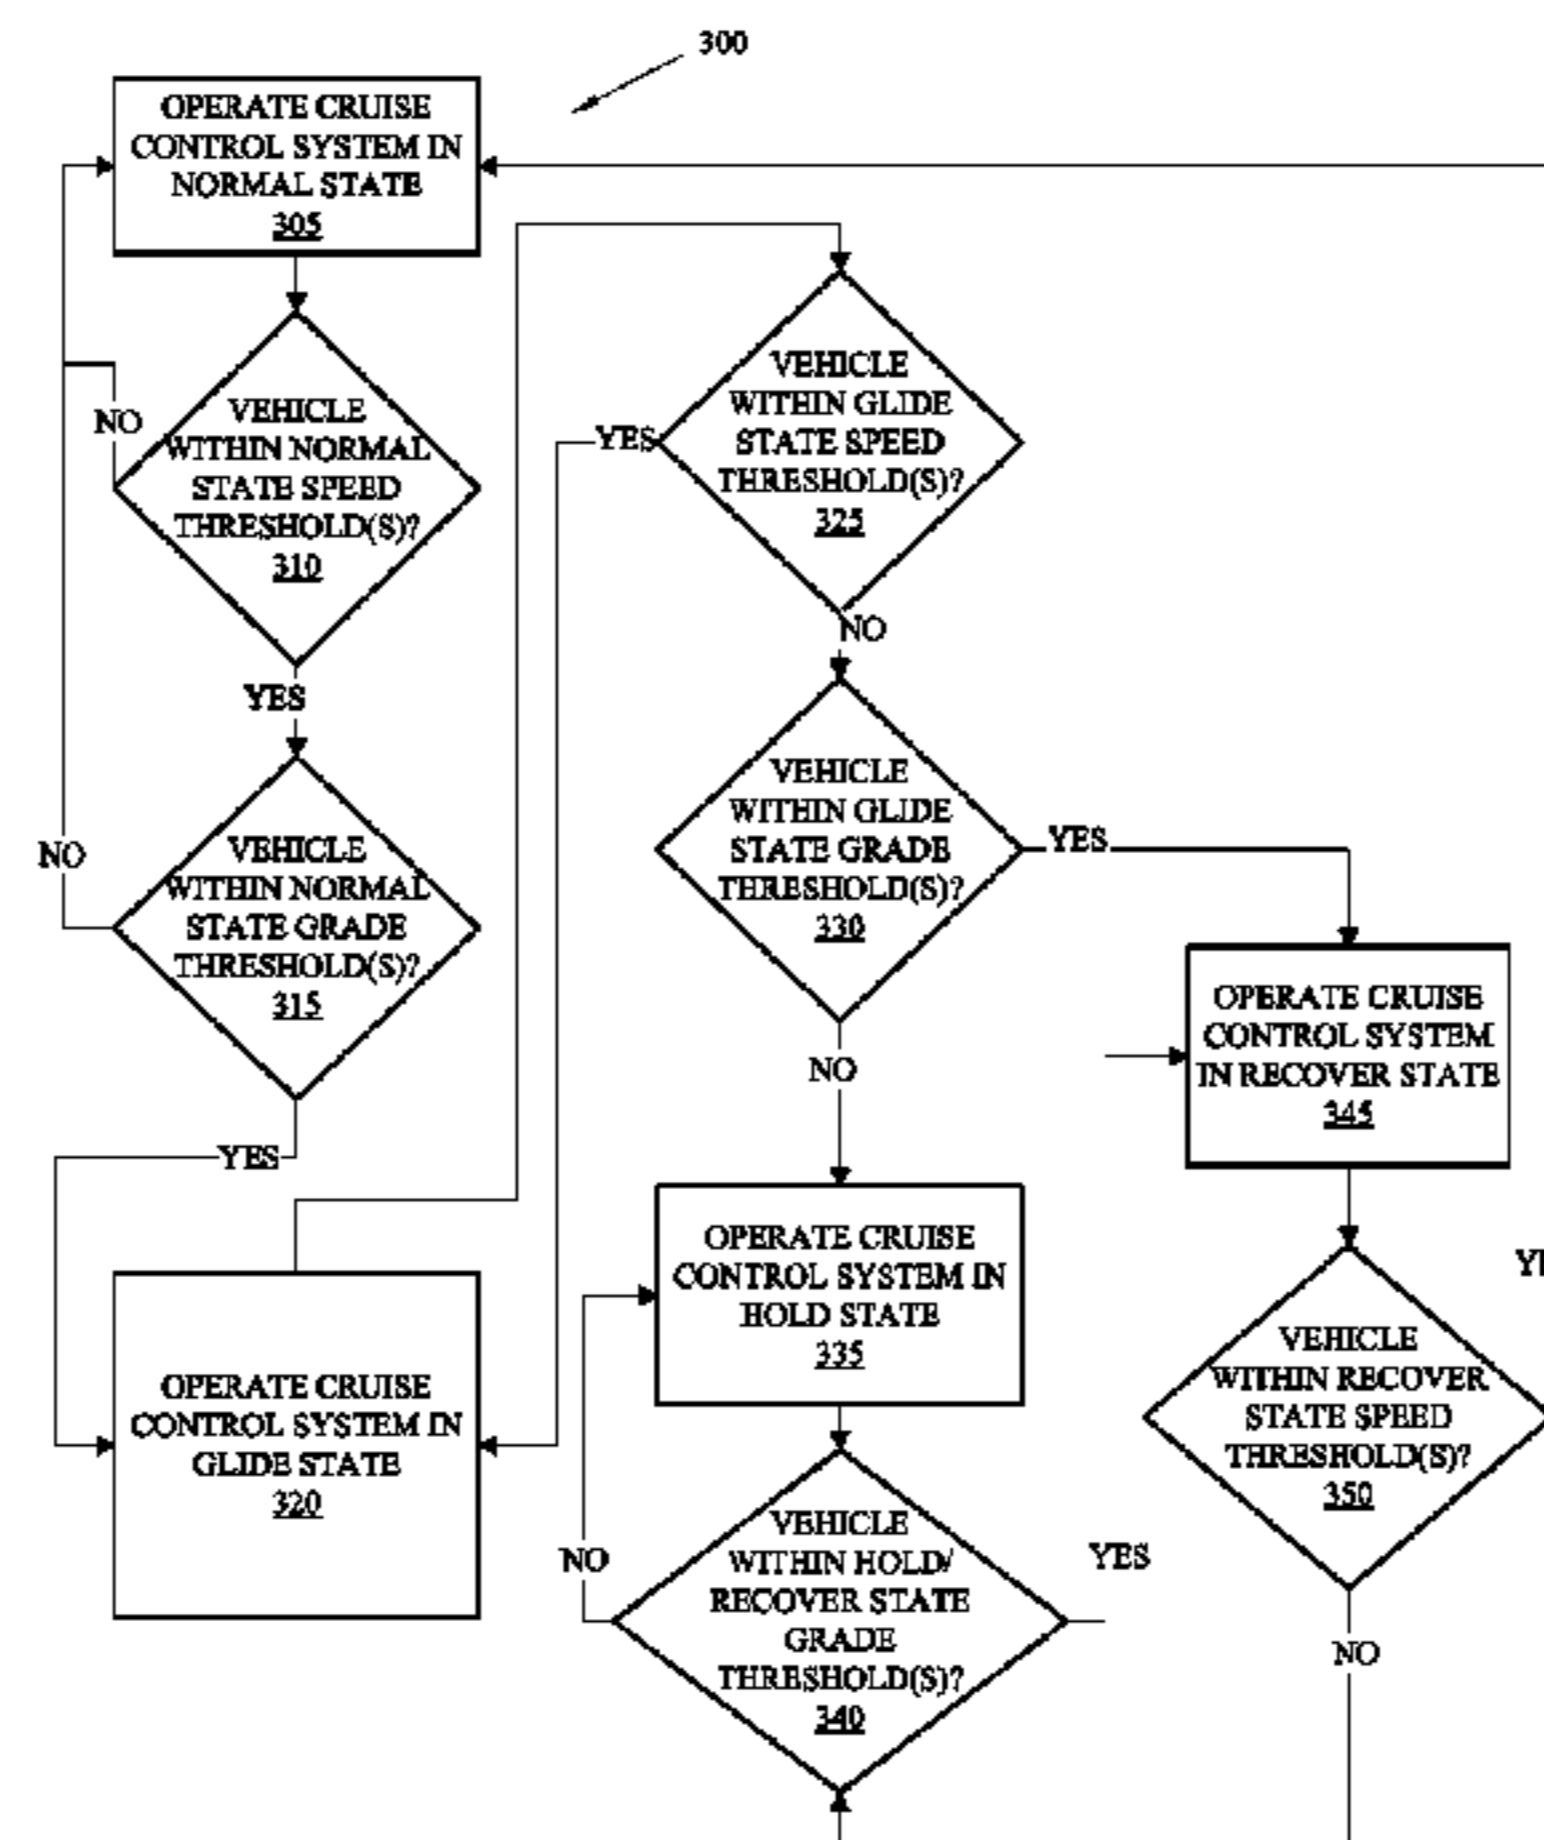 300
OPERATE CRUISE
CONTROL SYSTEM IN
NORMAL STATE
305
NO
VEHICLE
WITHIN NORMAL
STATE SPEED
THRESHOLD(S)?
310
YES
NO
VEHICLE
WITHIN NORMAL
STATE GRADE
THRESHOLD(S)?
315
YES
OPERATE CRUISE
CONTROL SYSTEM IN
GLIDE STATE
320
YES
VEHICLE
WITHIN GLIDE
STATE SPEED
THRESHOLD(S)?
325
NO
VEHICLE
WITHIN GLIDE
STATE GRADE
THRESHOLD(S)?
330
YES
NO
OPERATE CRUISE
CONTROL SYSTEM IN
HOLD STATE
335
NO
VEHICLE
WITHIN HOLD/
RECOVER STATE
GRADE
THRESHOLD(S)?
340
YES
OPERATE CRUISE
CONTROL SYSTEM
IN RECOVER STATE
345
VEHICLE
WITHIN RECOVER
STATE SPEED
THRESHOLD(S)?
350
NO